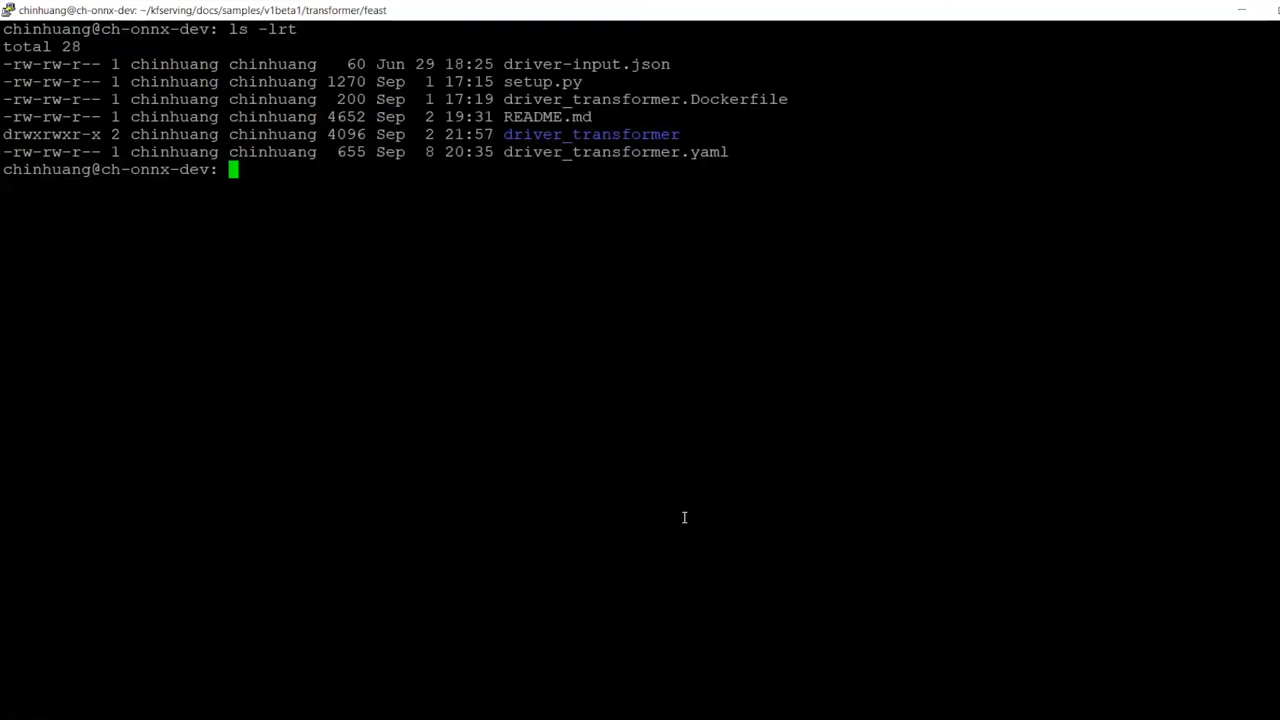 chinhuang@ch-onnx-dev: ~/kfserving/docs/samples/v1beta1/transformer/feast
chinhuang@ch-onnx-dev: ls -lrt
total 28
-rw-rw-r-- 1 chinhuang chinhuang   60 Jun 29 18:25 driver-input.json
-rw-rw-r-- 1 chinhuang chinhuang 1270 Sep  1 17:15 setup.py
-rw-rw-r-- 1 chinhuang chinhuang  200 Sep  1 17:19 driver_transformer.Dockerfile
-rw-rw-r-- 1 chinhuang chinhuang 4652 Sep  2 19:31 README.md
drwxrwxr-x 2 chinhuang chinhuang 4096 Sep  2 21:57 driver_transformer
-rw-rw-r-- 1 chinhuang chinhuang  655 Sep  8 20:35 driver_transformer.yaml
chinhuang@ch-onnx-dev: